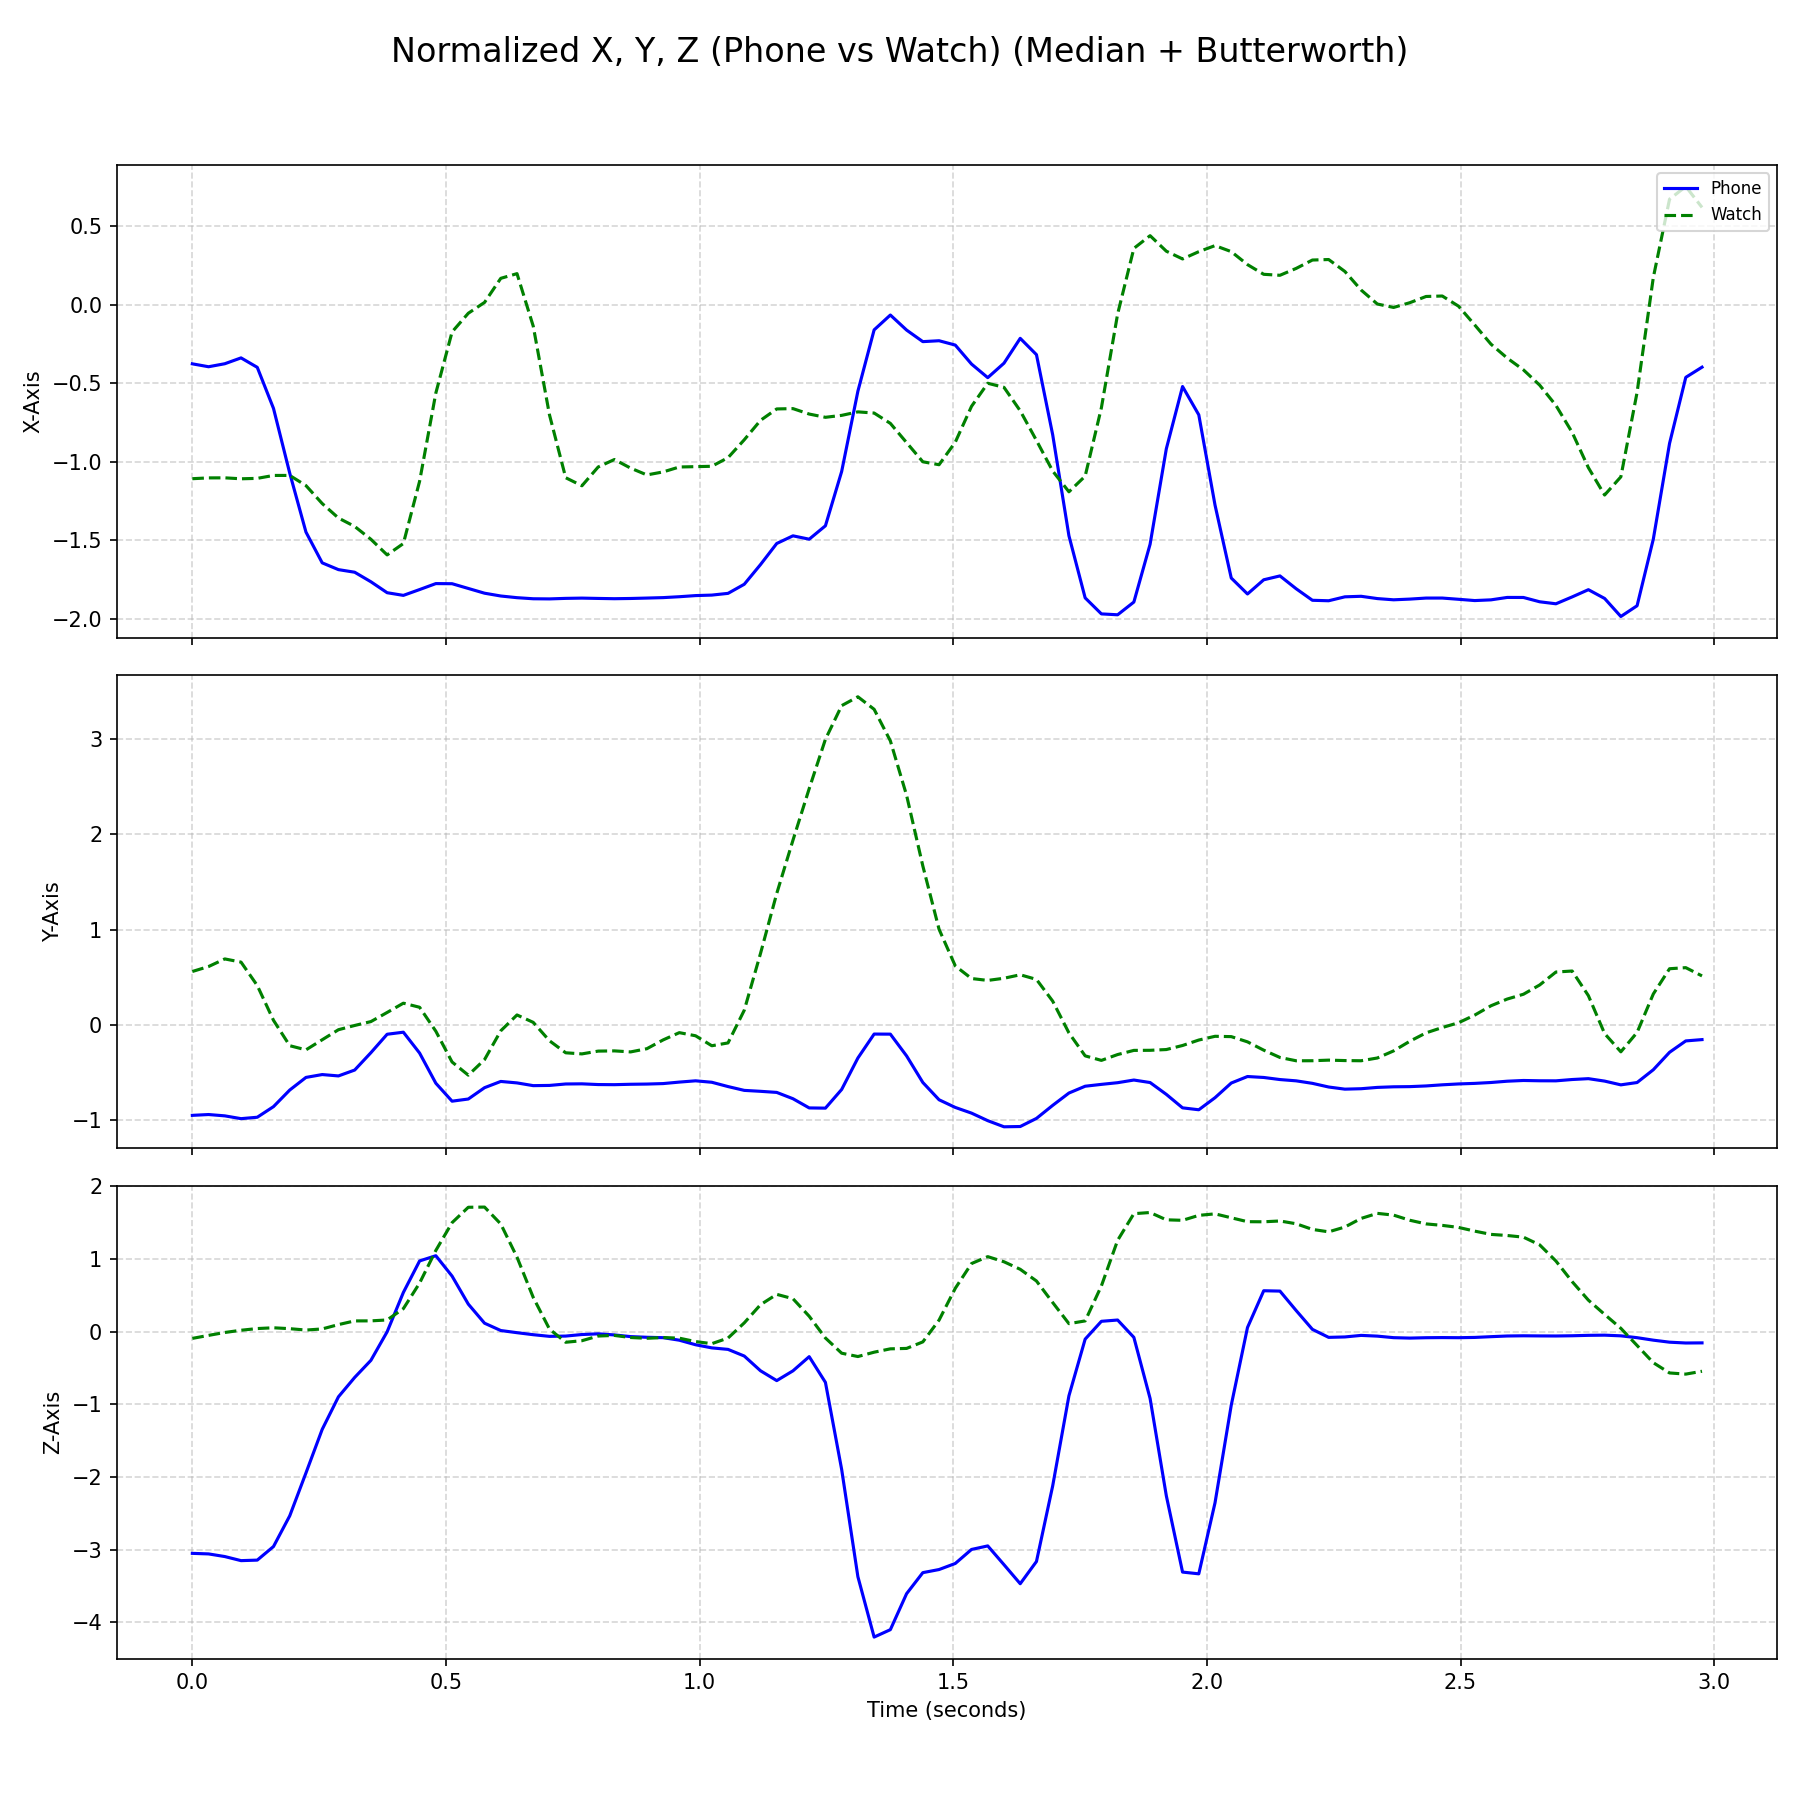 Normalized X, Y, Z (Phone vs Watch) (Median + Butterworth)
Phone
Watch
0.5
0.0
−0.5
−1.0
−1.5
−2.0
X-Axis
3
2
1
0
−1
Y-Axis
2
1
0
−1
−2
−3
−4
Z-Axis
0.0 0.5 1.0 1.5 2.0 2.5 3.0
Time (seconds)